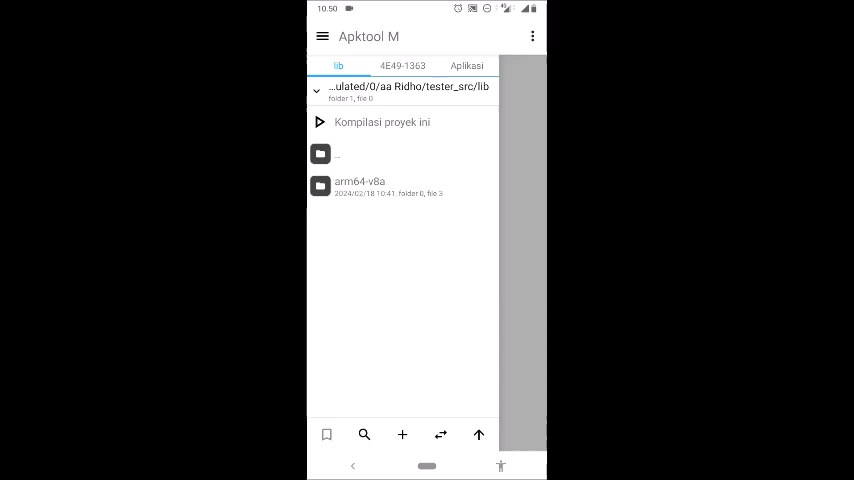 10.50
Apktool M
lib
4E49-1363
Aplikasi
...ulated/0/aa Ridho/tester_src/lib
folder 1, file 0
Kompilasi proyek ini
..
arm64-v8a
2024/02/18 10:41, folder 0, file 3